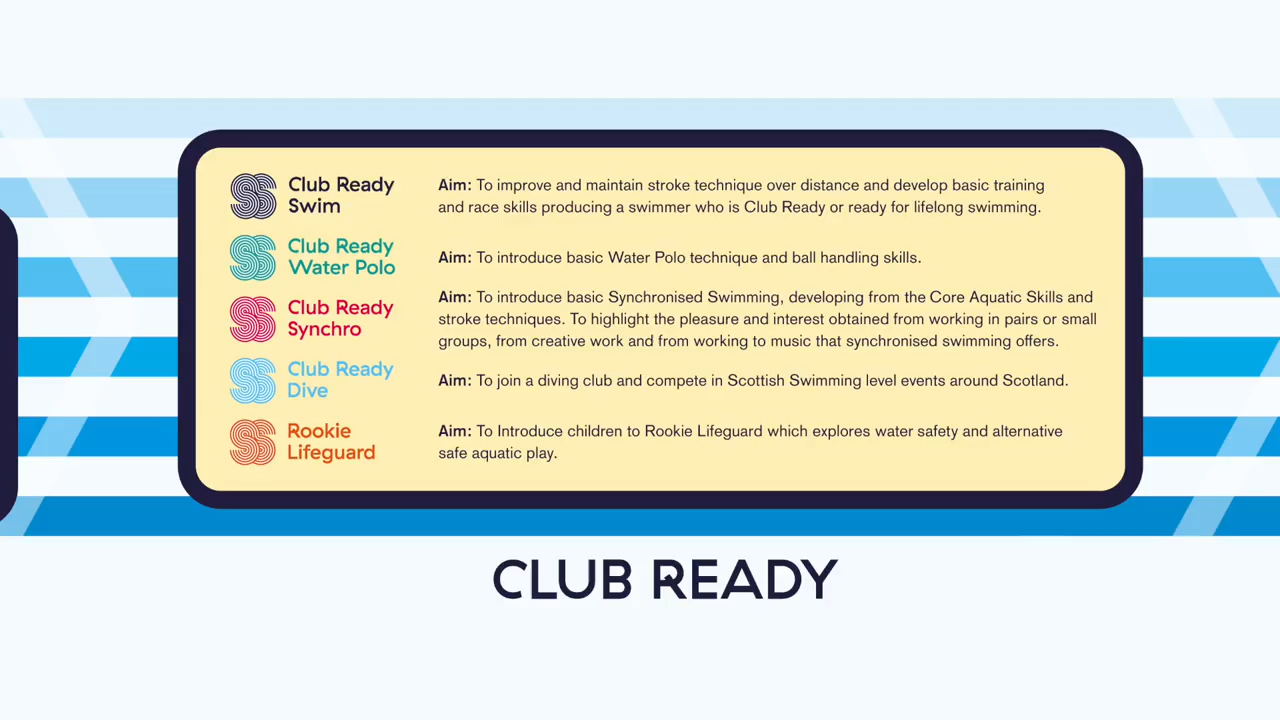 Club Ready
Swim
Aim: To improve and maintain stroke technique over distance and develop basic training
and race skills producing a swimmer who is Club Ready or ready for lifelong swimming.
Club Ready
Water Polo
Aim: To introduce basic Water Polo technique and ball handling skills.
Club Ready
Synchro
Aim: To introduce basic Synchronised Swimming, developing from the Core Aquatic Skills and
stroke techniques. To highlight the pleasure and interest obtained from working in pairs or small
groups, from creative work and from working to music that synchronised swimming offers.
Club Ready
Dive
Aim: To join a diving club and compete in Scottish Swimming level events around Scotland.
Rookie
Lifeguard
Aim: To Introduce children to Rookie Lifeguard which explores water safety and alternative
safe aquatic play.
CLUB READY